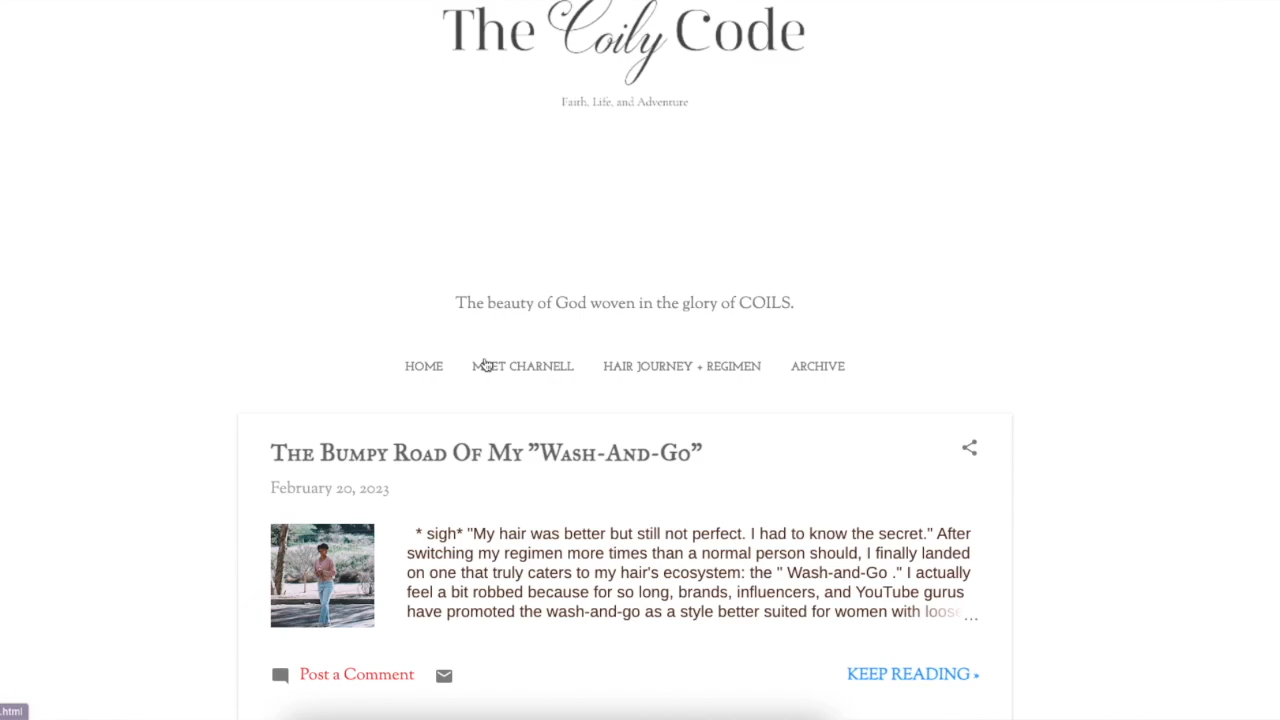 The Coily Code
Faith, Life, and Adventure
The beauty of God woven in the glory of COILS.
HOME MEET CHARNELL HAIR JOURNEY + REGIMEN ARCHIVE
The Bumpy Road Of My "Wash-And-Go"
February 20, 2023
* sigh* "My hair was better but still not perfect. I had to know the secret." After
switching my regimen more times than a normal person should, I finally landed
on one that truly caters to my hair's ecosystem: the " Wash-and-Go ." I actually
feel a bit robbed because for so long, brands, influencers, and YouTube gurus
have promoted the wash-and-go as a style better suited for women with loose
...
Post a Comment
KEEP READING »
.html